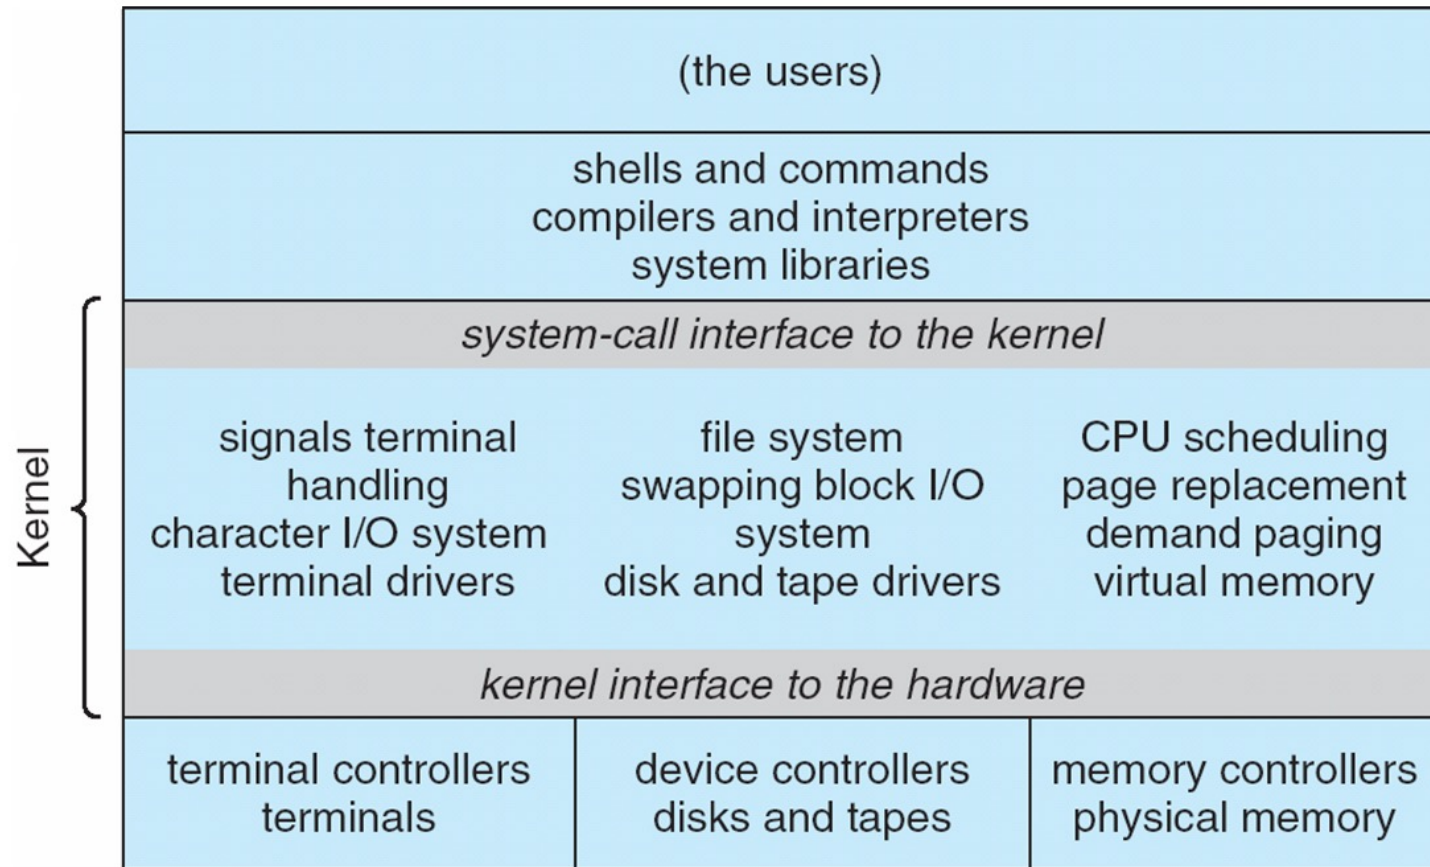 (the users)
shells and commands
compilers and interpreters
system libraries
Kernel
system-call interface to the kernel
signals terminal
handling
character I/O system
terminal drivers
file system
swapping block I/O
system
disk and tape drivers
CPU scheduling
page replacement
demand paging
virtual memory
kernel interface to the hardware
terminal controllers
terminals
device controllers
disks and tapes
memory controllers
physical memory